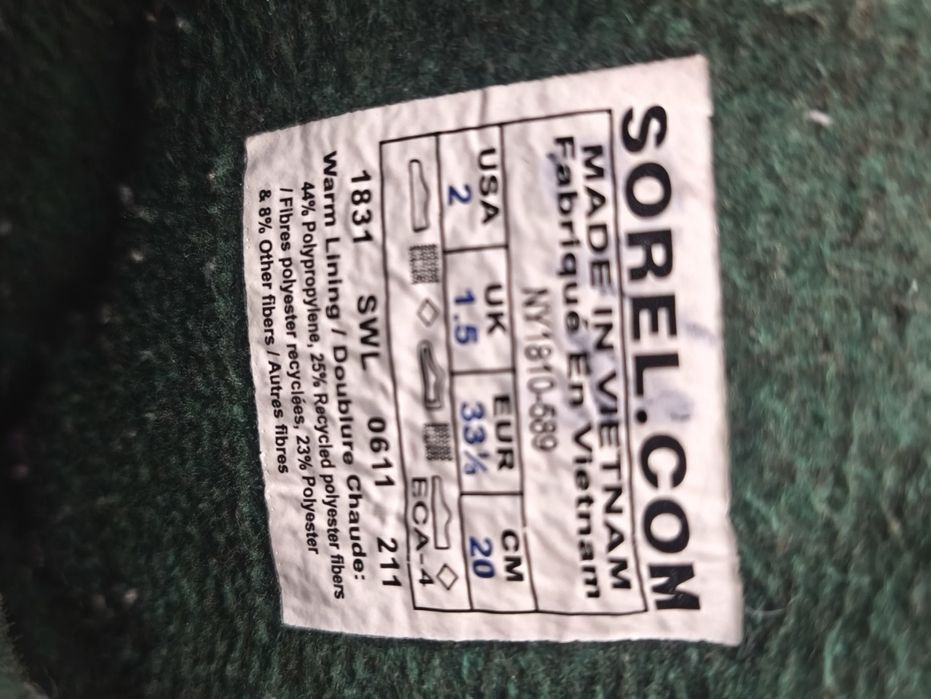 SOREL.COM
MADE IN VIETNAM
Fabriqué En Vietnam
NY1810-589
USA UK EUR CM
2 1.5 33½ 20
ECA-4
1831 SWL 0611 211
Warm Lining / Doublure Chaude:
44% Polypropylene, 25% Recycled polyester fibers
/ Fibres polyester recyclées, 23% Polyester
& 8% Other fibers / Autres fibres